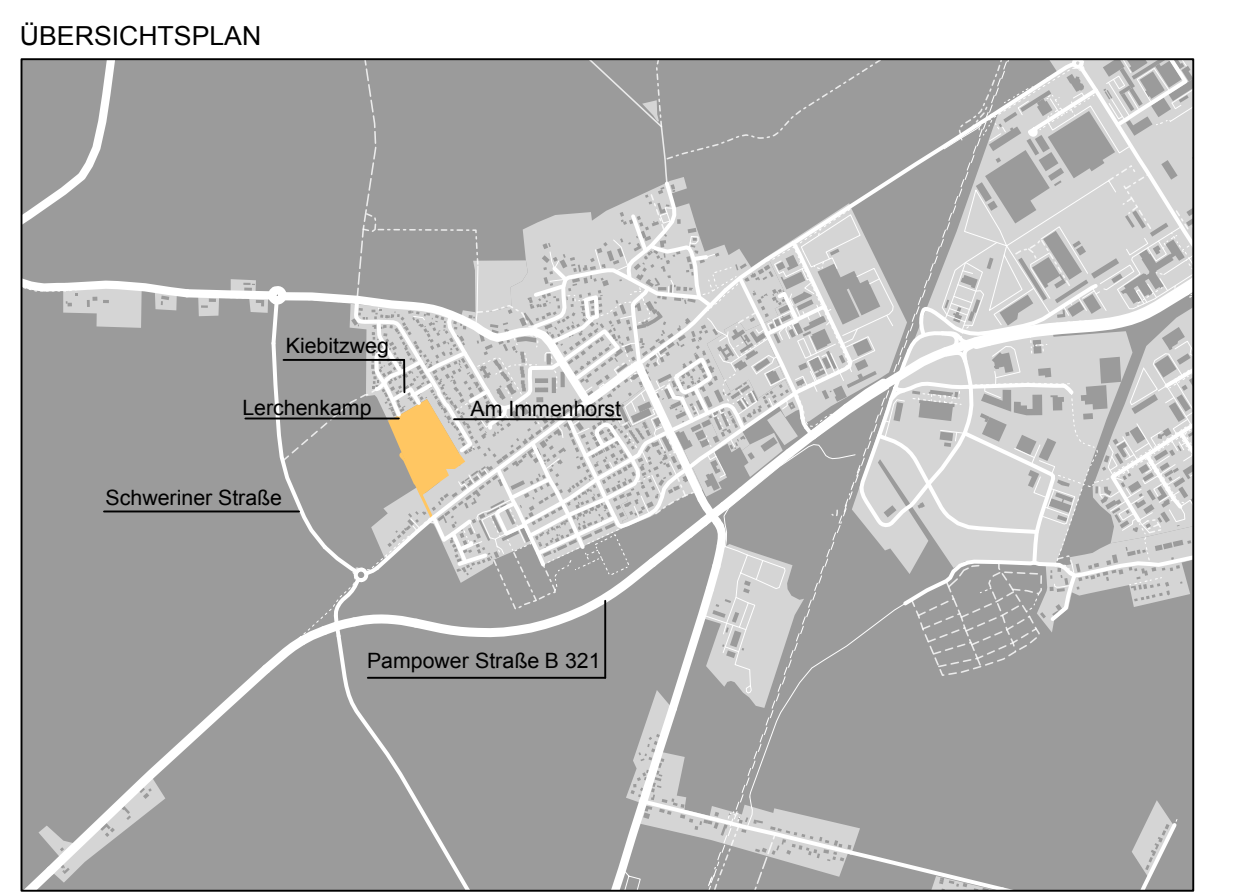 ÜBERSICHTSPLAN
Kiebitzweg
Lerchenkamp
Am Immenhorst
Schweriner Straße
Pampower Straße B 321